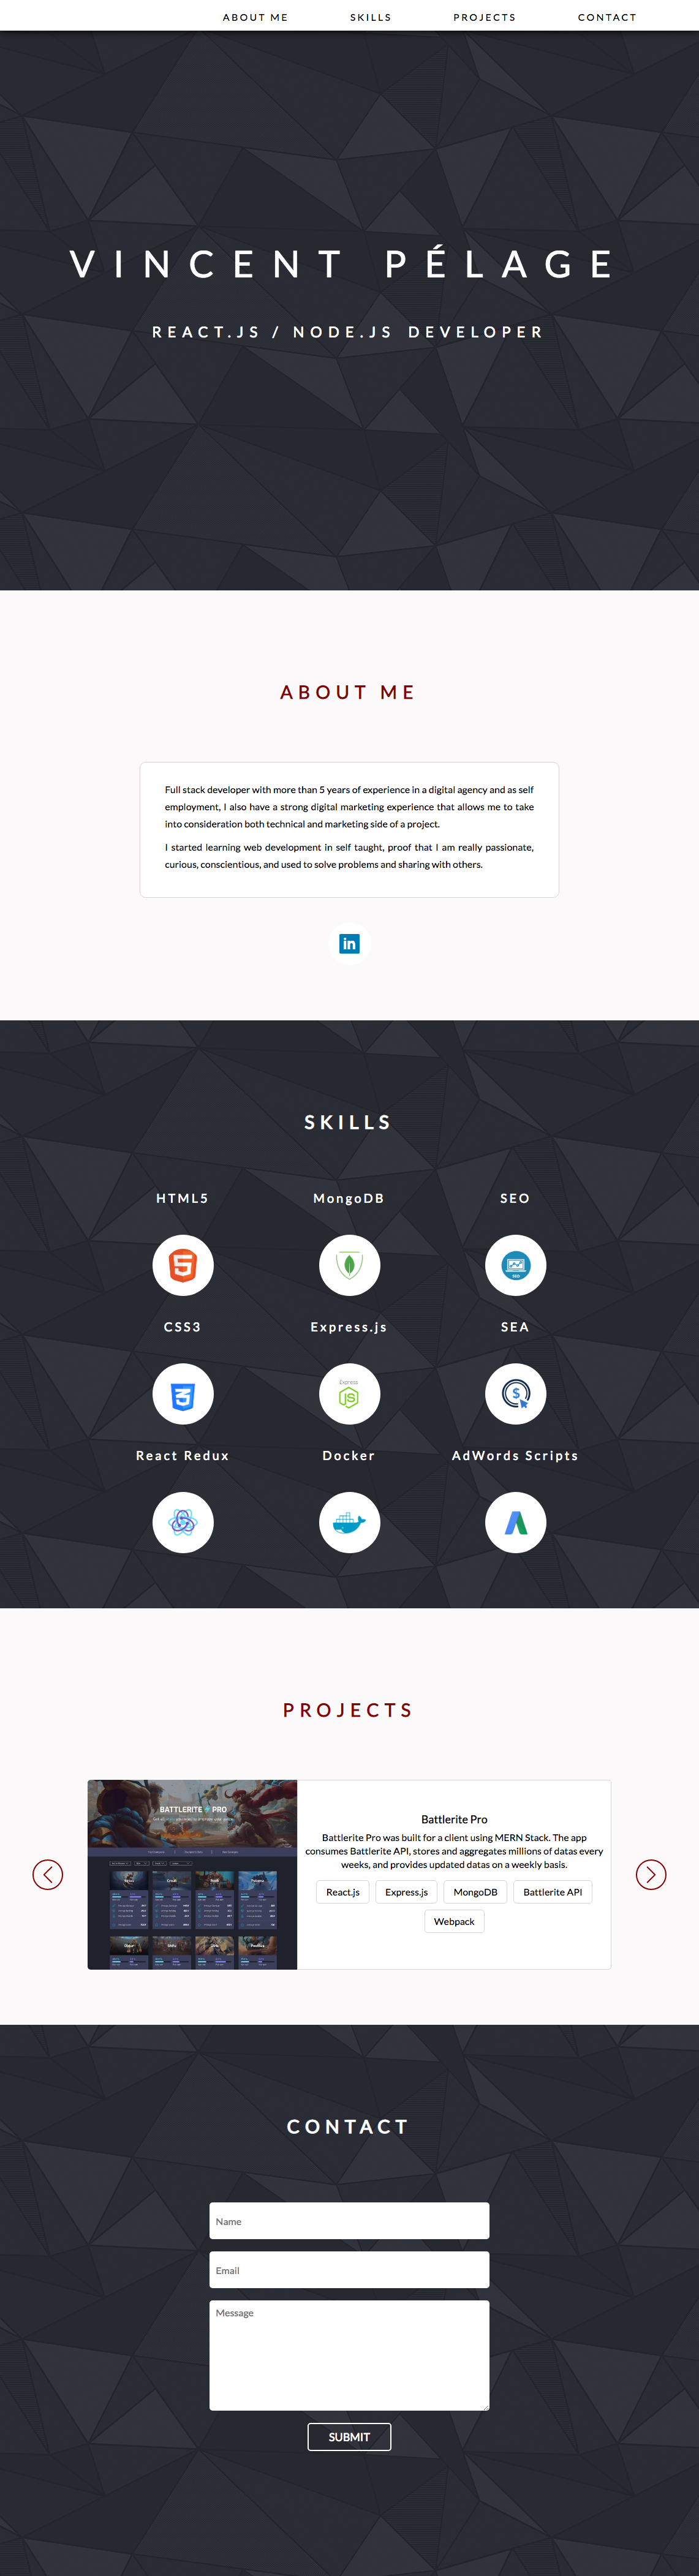 ABOUT ME
SKILLS
PROJECTS
CONTACT
VINCENT PÉLAGE
REACT.JS / NODE.JS DEVELOPER
ABOUT ME
Full stack developer with more than 5 years of experience in a digital agency and as self
employment, I also have a strong digital marketing experience that allows me to take
into consideration both technical and marketing side of a project.
I started learning web development in self taught, proof that I am really passionate,
curious, conscientious, and used to solve problems and sharing with others.
in
SKILLS
HTML5
MongoDB
SEO
5
SEO
CSS3
Express.js
SEA
3
Express
JS
$
React Redux
Docker
AdWords Scripts
PROJECTS
BATTLERITE PRO
Battlerite Pro
Battlerite Pro was built for a client using MERN Stack. The app
consumes Battlerite API, stores and aggregates millions of datas every
weeks, and provides updated datas on a weekly basis.
React.js
Express.js
MongoDB
Battlerite API
Webpack
CONTACT
Name
Email
Message
SUBMIT